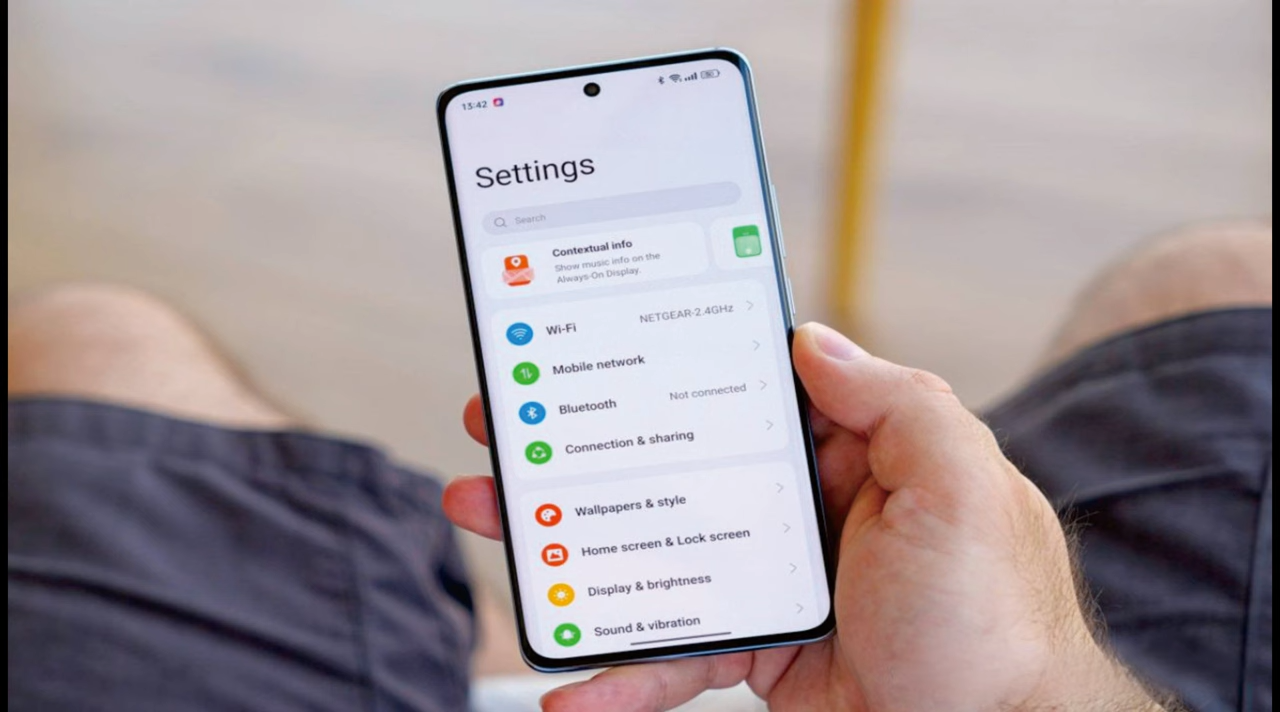 15:42
Settings
Search
Contextual info
Show music info on the
Always-On Display.
Wi-Fi NETGEAR-2.4GHz
Mobile network
Bluetooth Not connected
Connection & sharing
Wallpapers & style
Home screen & Lock screen
Display & brightness
Sound & vibration